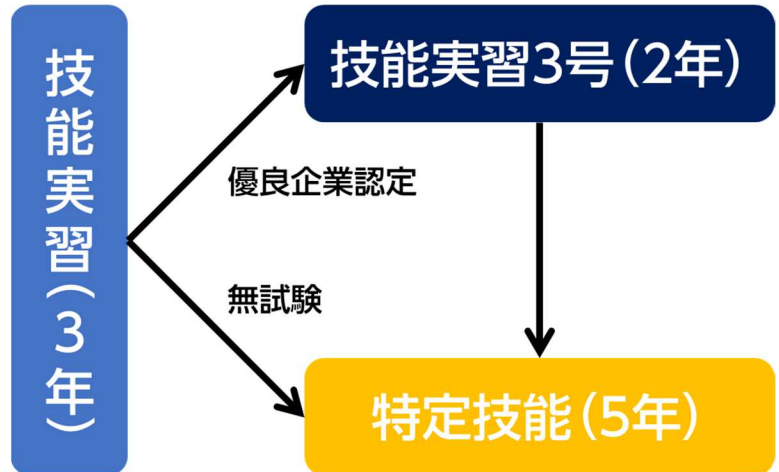 技能実習（3年）
技能実習3号（2年）
優良企業認定
無試験
特定技能（5年）